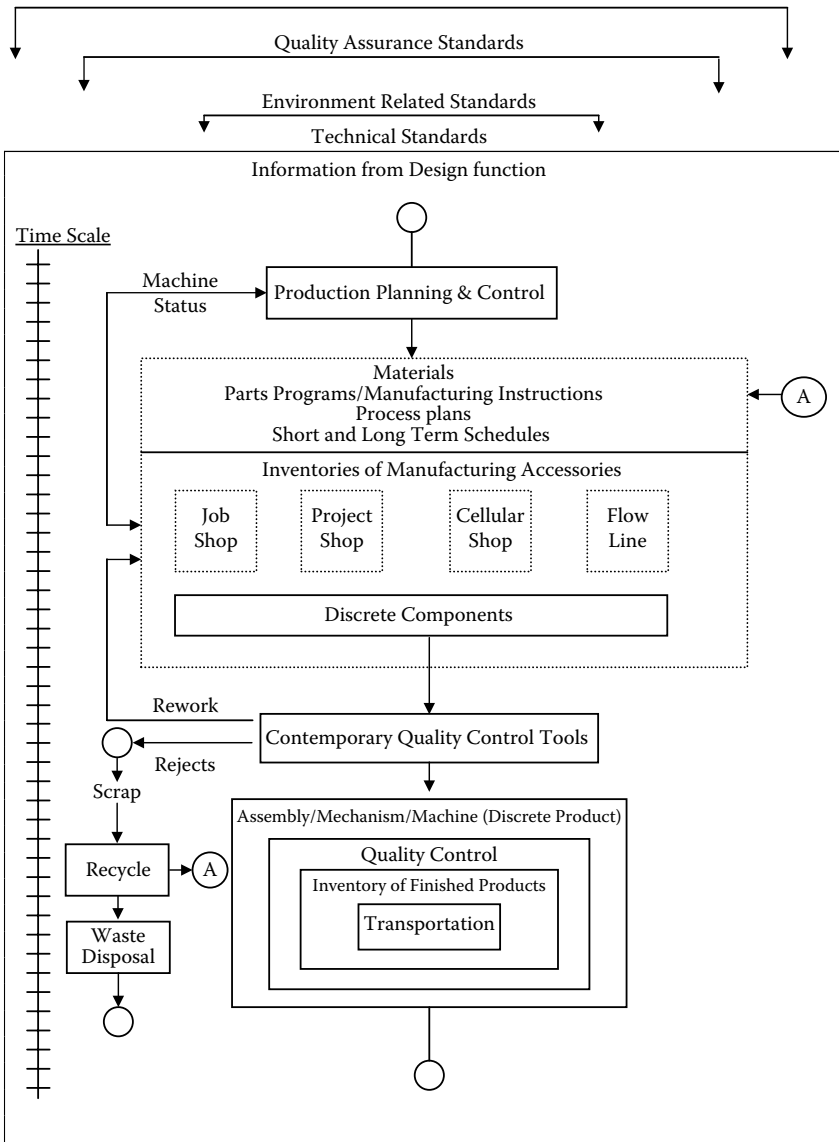 Quality Assurance Standards
Environment Related Standards
Technical Standards
Information from Design function
Time Scale
Machine
Status
Production Planning & Control
Materials
Parts Programs/Manufacturing Instructions
Process plans
Short and Long Term Schedules
A
Inventories of Manufacturing Accessories
Job
Shop
Project
Shop
Cellular
Shop
Flow
Line
Discrete Components
Rework
Contemporary Quality Control Tools
Rejects
Scrap
Assembly/Mechanism/Machine (Discrete Product)
Quality Control
Inventory of Finished Products
Transportation
Recycle
A
Waste
Disposal